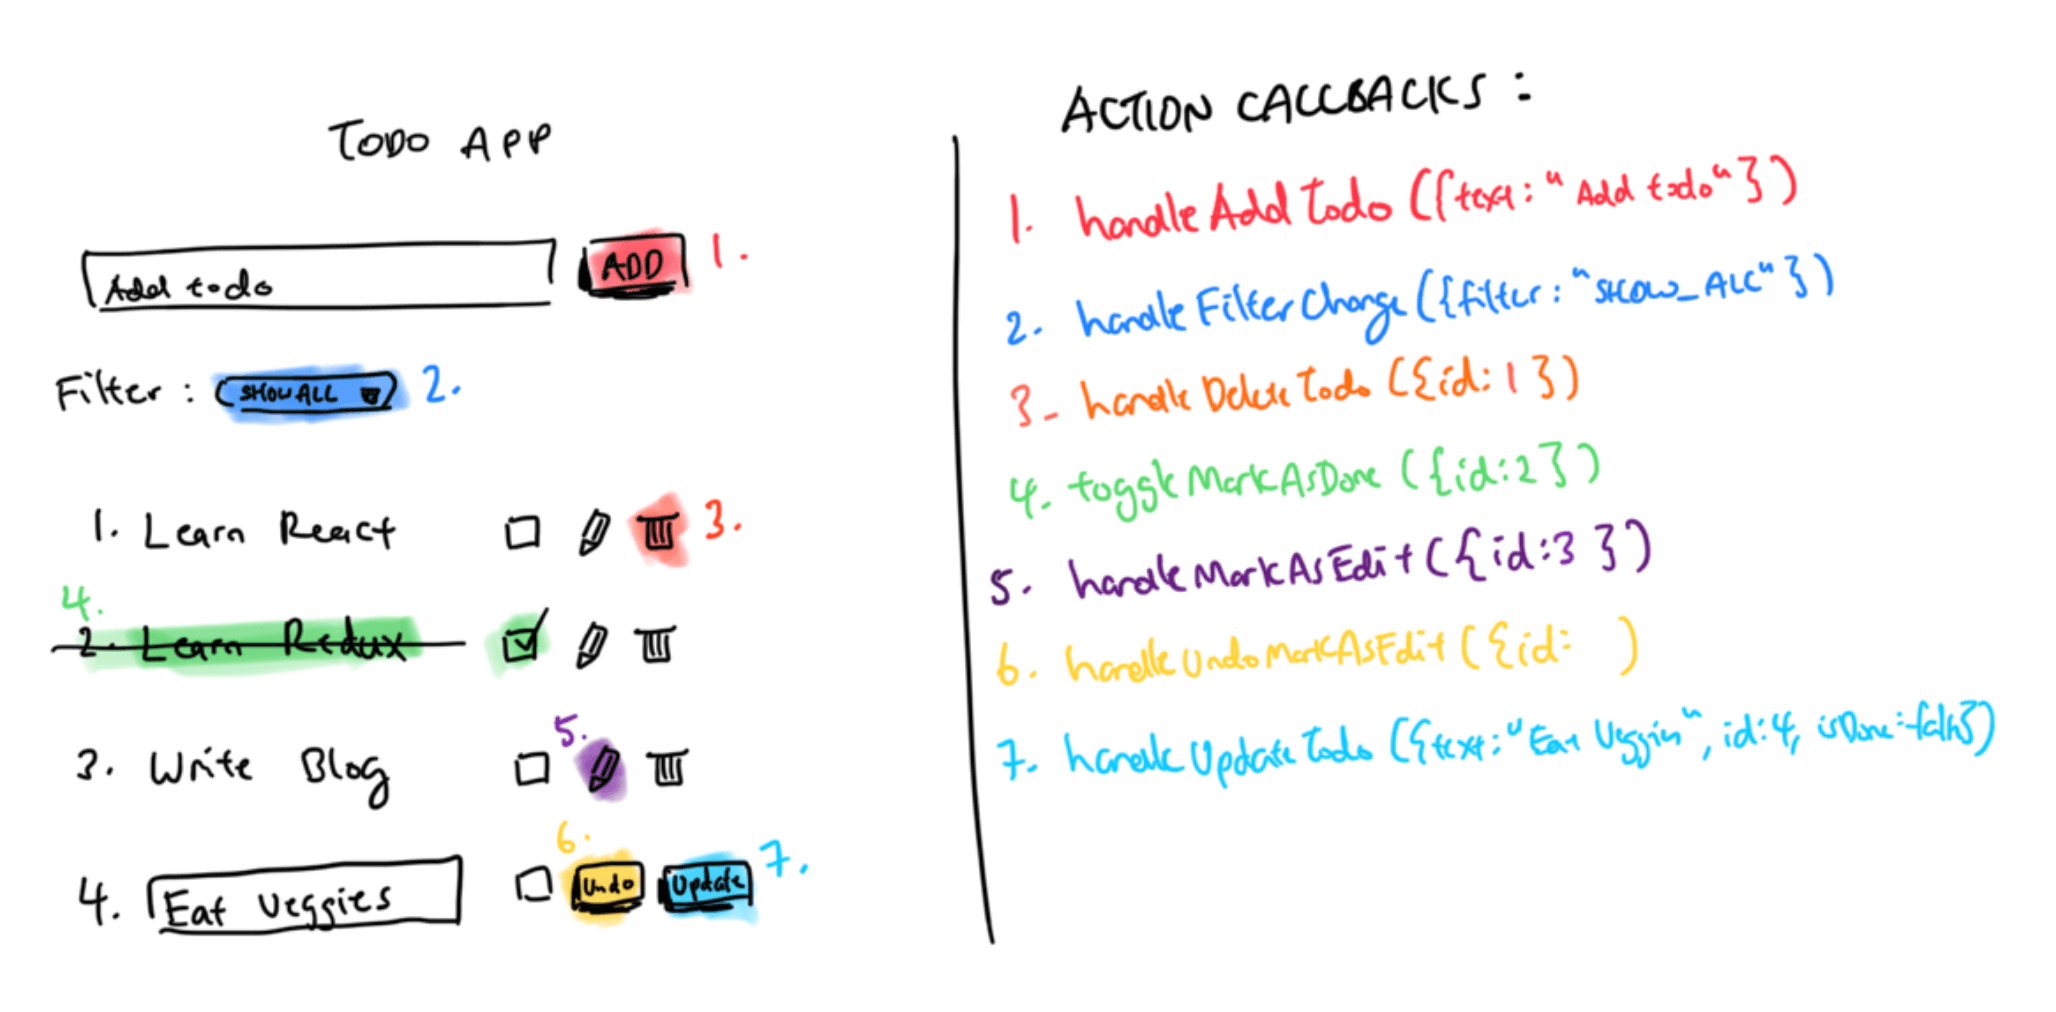 TODO APP
Add todo
ADD
1.
Filter :
SHOW ALL
2.
1. Learn React
3.
4.
2. Learn Redux
5.
3. Write Blog
6.
4. Eat Veggies
Undo
Update
7.
ACTION CALLBACKS :
1. handleAddTodo ({text: "Add todo"})
2. handleFilterChange ({filter: "SHOW_ALL"})
3- handleDeleteTodo ({id: 1})
4. toggleMarkAsDone ({id:2})
5. handleMarkAsEdit ({id:3})
6. handleUndoMarkAsEdit ({id: )
7. handleUpdateTodo ({text: "Eat Veggies", id:4, isDone=false})